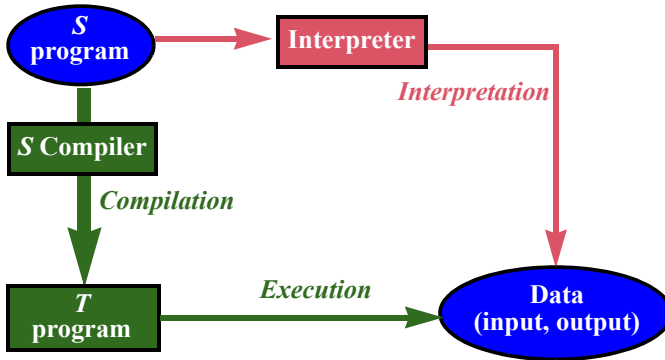 S
program
Interpreter
Interpretation
S Compiler
Compilation
T
program
Execution
Data
(input, output)